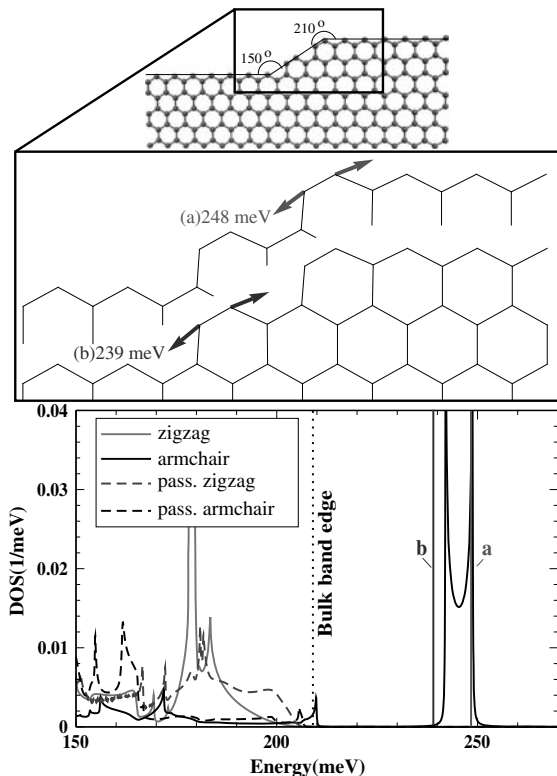 210°
150°
(a)248 meV
(b)239 meV
0.04
zigzag
armchair
pass. zigzag
pass. armchair
0.03
Bulk band edge
b
a
DOS(1/meV)
0.02
0.01
0
150
200
250
Energy(meV)